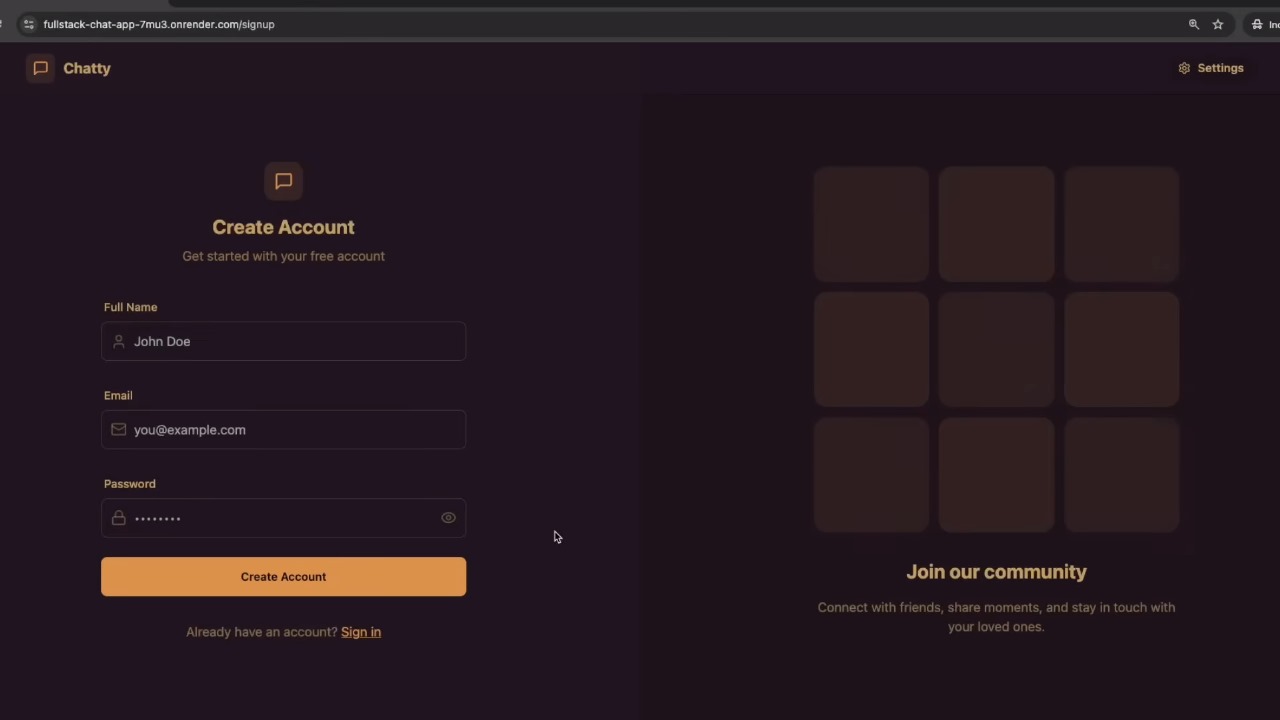 fullstack-chat-app-7mu3.onrender.com/signup
Chatty
Settings
Create Account
Get started with your free account
Full Name
John Doe
Email
you@example.com
Password
••••••••
Create Account
Already have an account? Sign in
Join our community
Connect with friends, share moments, and stay in touch with
your loved ones.